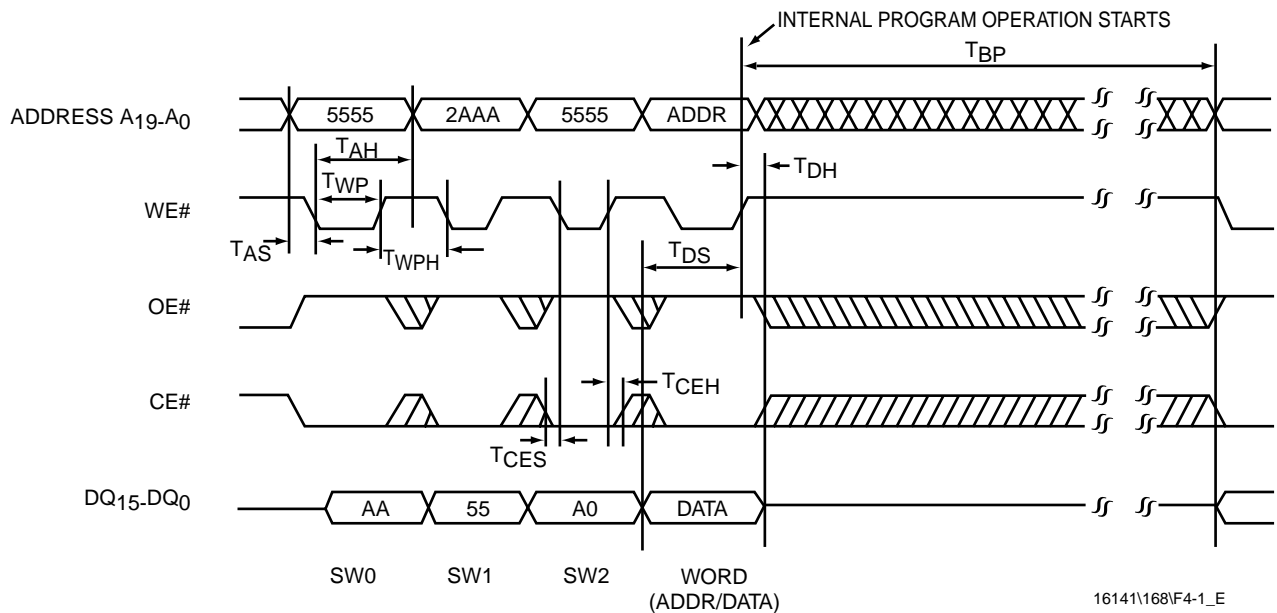 INTERNAL PROGRAM OPERATION STARTS
TBP
ADDRESS A19-A0
5555
2AAA
5555
ADDR
TAH
TDH
TWP
WE#
TAS
TWPH
TDS
OE#
TCEH
CE#
TCES
DQ15-DQ0
AA
55
A0
DATA
SW0
SW1
SW2
WORD
(ADDR/DATA)
16141\168\F4-1_E